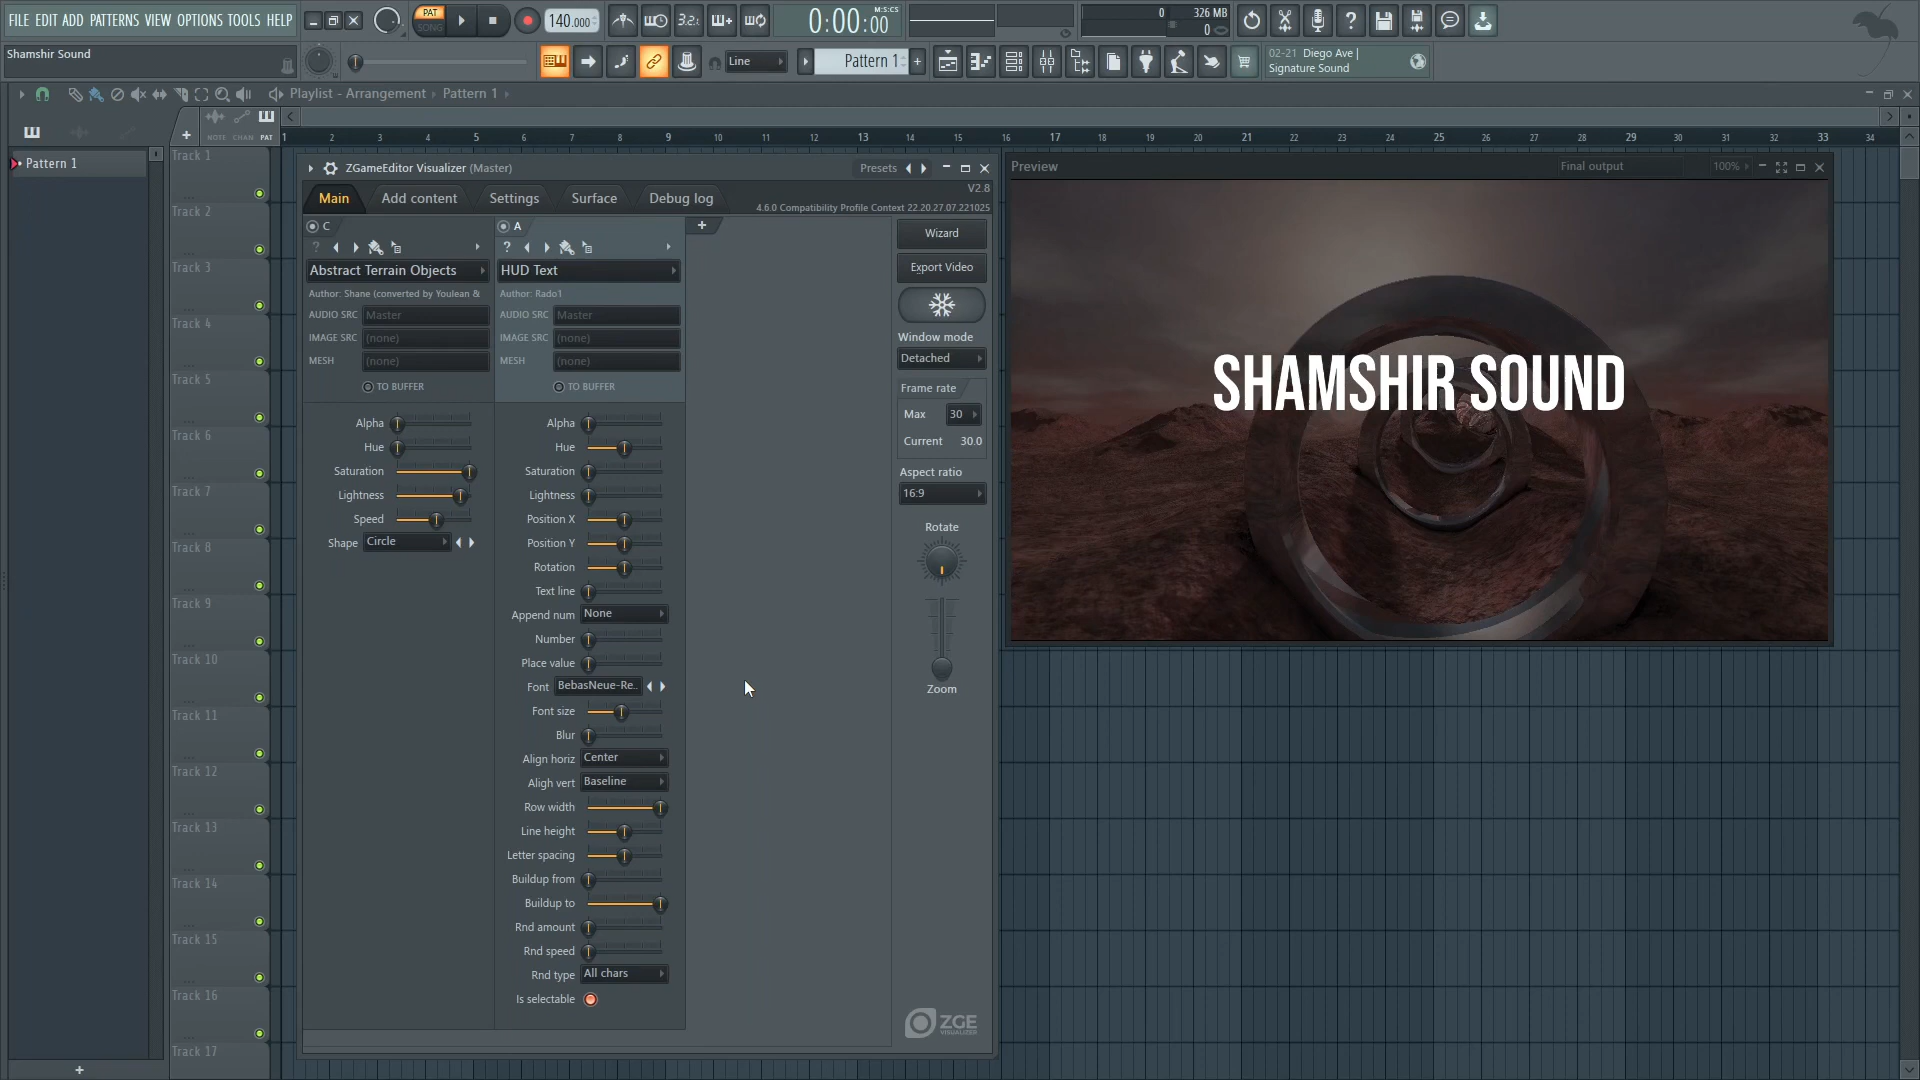 FILE EDIT ADD PATTERNS VIEW OPTIONS TOOLS HELP
PAT
SONG
140.000
3.2.
0:00:00
M:S:CS
0
326 MB
0
Shamshir Sound
Line
Pattern 1
+
02-21 Diego Ave |
Signature Sound
Playlist - Arrangement
Pattern 1
NOTE CHAN PAT
1 2 3 4 5 6 7 8 9 10 11 12 13 14 15 16 17 18 19 20 21 22 23 24 25 26 27 28 29 30 31 32 33 34
Pattern 1
Track 1
Track 2
Track 3
Track 4
Track 5
Track 6
Track 7
Track 8
Track 9
Track 10
Track 11
Track 12
Track 13
Track 14
Track 15
Track 16
Track 17
ZGameEditor Visualizer (Master)
Presets
Main
Add content
Settings
Surface
Debug log
V2.8
4.6.0 Compatibility Profile Context 22.20.27.07.221025
C
?
Abstract Terrain Objects
Author: Shane (converted by Youlean &
AUDIO SRC Master
IMAGE SRC (none)
MESH (none)
TO BUFFER
Alpha
Hue
Saturation
Lightness
Speed
Shape Circle
A
?
HUD Text
Author: Rado1
AUDIO SRC Master
IMAGE SRC (none)
MESH (none)
TO BUFFER
Alpha
Hue
Saturation
Lightness
Position X
Position Y
Rotation
Text line
Append num None
Number
Place value
Font BebasNeue-Re..
Font size
Blur
Align horiz Center
Aligh vert Baseline
Row width
Line height
Letter spacing
Buildup from
Buildup to
Rnd amount
Rnd speed
Rnd type All chars
Is selectable
+
Wizard
Export Video
Window mode
Detached
Frame rate
Max 30
Current 30.0
Aspect ratio
16:9
Rotate
Zoom
ZGE
VISUALIZER
Preview
Final output
100%
SHAMSHIR SOUND